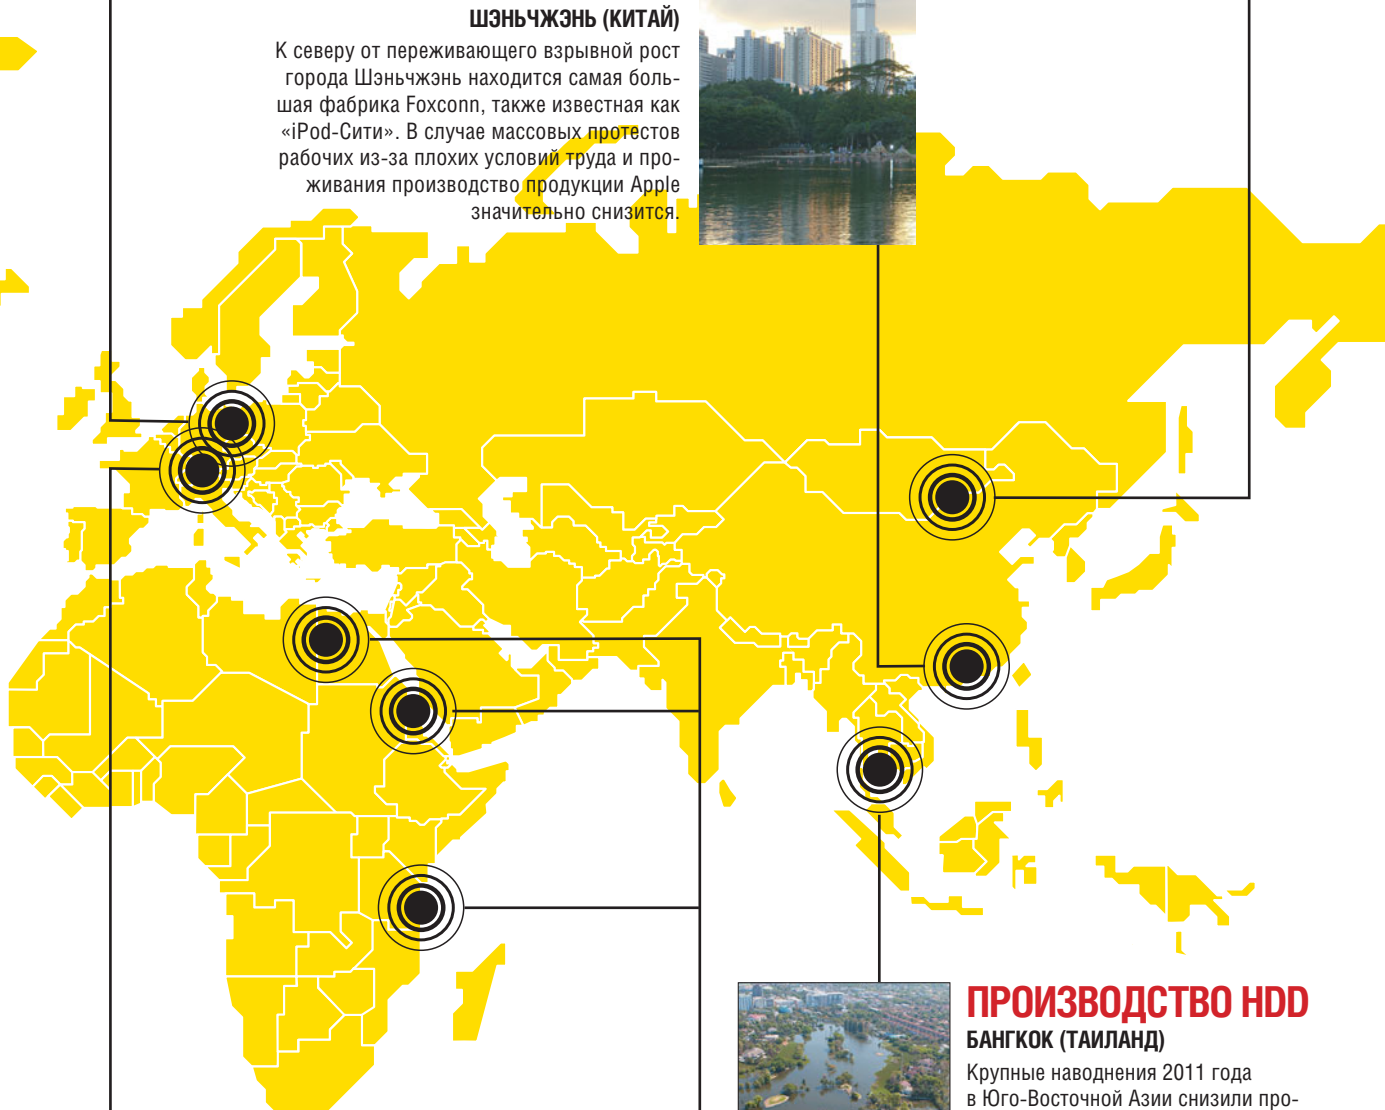 ШЭНЬЧЖЭНЬ (КИТАЙ)
К северу от переживающего взрывной рост
города Шэньчжэнь находится самая боль-
шая фабрика Foxconn, также известная как
«iPod-Сити». В случае массовых протестов
рабочих из-за плохих условий труда и про-
живания производство продукции Apple
значительно снизится.
ПРОИЗВОДСТВО HDD
БАНГКОК (ТАИЛАНД)
Крупные наводнения 2011 года
в Юго-Восточной Азии снизили про-